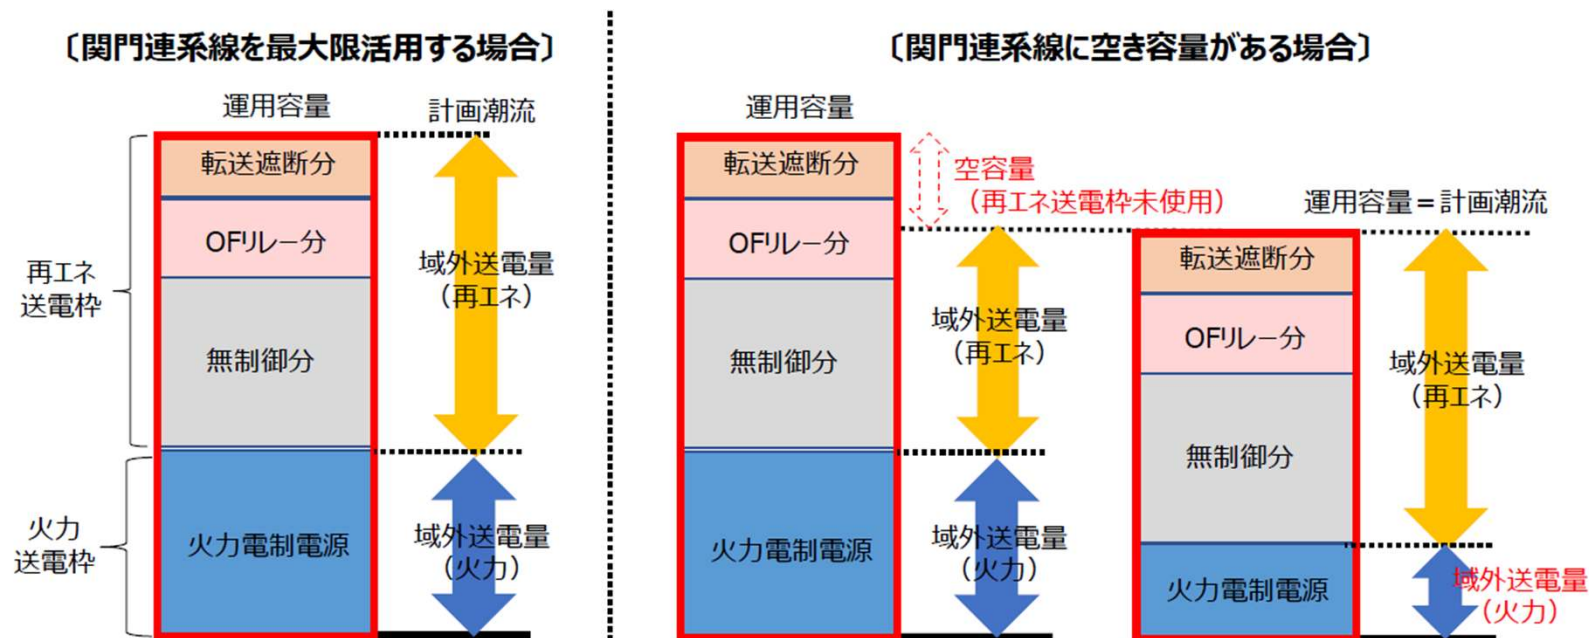 〔関門連系線を最大限活用する場合〕
運用容量
計画潮流
転送遮断分
OFリレー分
無制御分
火力電制電源
再エネ
送電枠
火力
送電枠
域外送電量
（再エネ）
域外送電量
（火力）
〔関門連系線に空き容量がある場合〕
運用容量
転送遮断分
OFリレー分
無制御分
火力電制電源
空容量
（再エネ送電枠未使用）
域外送電量
（再エネ）
域外送電量
（火力）
運用容量＝計画潮流
転送遮断分
OFリレー分
無制御分
火力電制電源
域外送電量
（再エネ）
域外送電量
（火力）